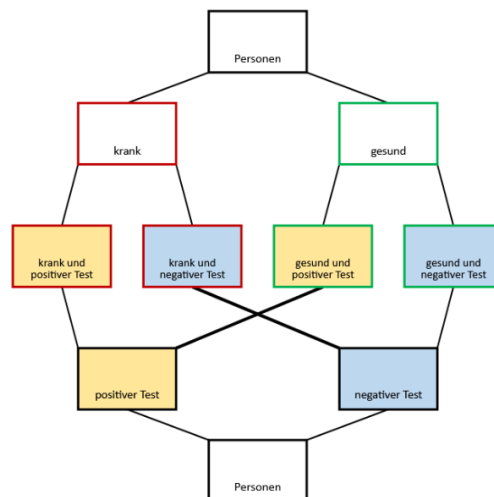 Personen
krank
gesund
krank und
positiver Test
krank und
negativer Test
gesund und
positiver Test
gesund und
negativer Test
positiver Test
negativer Test
Personen